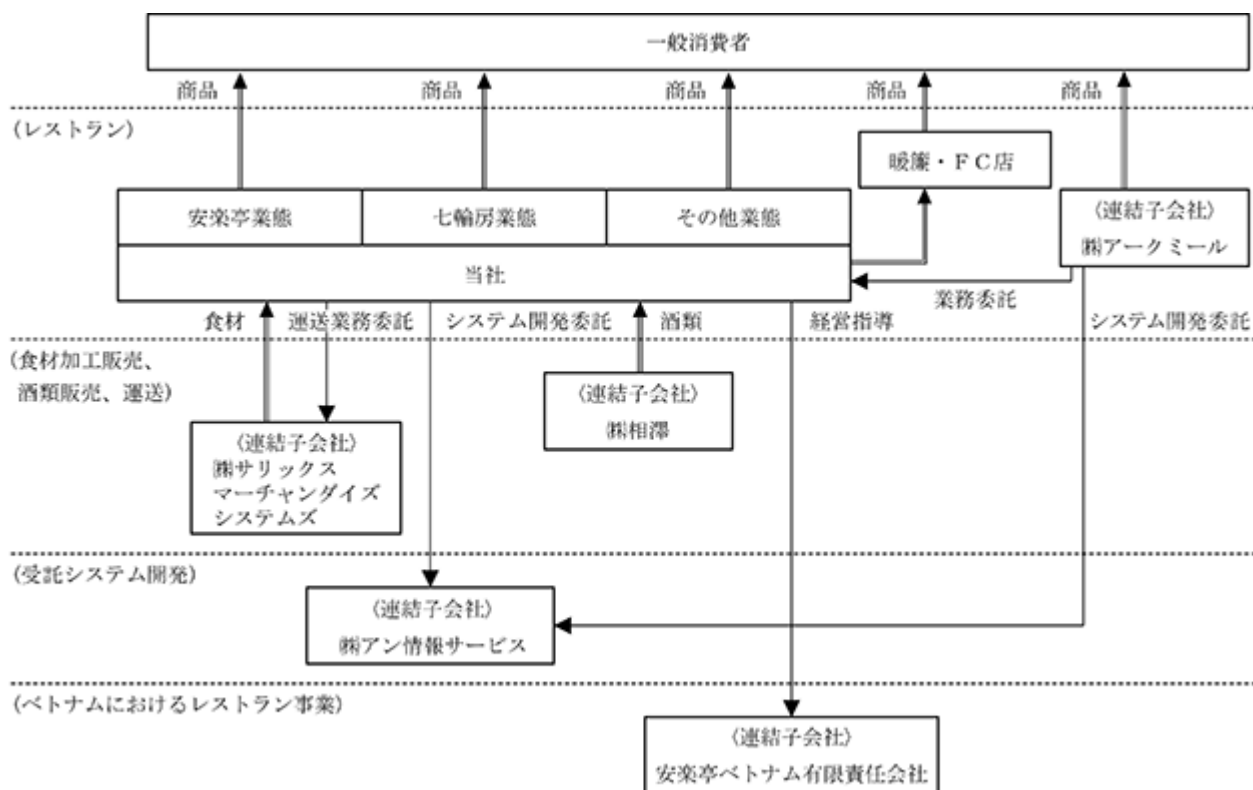 一般消費者
商品 商品 商品 商品 商品
(レストラン)
暖簾・ＦＣ店
安楽亭業態 七輪房業態 その他業態
〈連結子会社〉
㈱アークミール
当社
業務委託
食材 運送業務委託 システム開発委託 酒類 経営指導 システム開発委託
(食材加工販売、
酒類販売、運送)
〈連結子会社〉
㈱相澤
〈連結子会社〉
㈱サリックス
マーチャンダイズ
システムズ
(受託システム開発)
〈連結子会社〉
㈱アン情報サービス
(ベトナムにおけるレストラン事業)
〈連結子会社〉
安楽亭ベトナム有限責任会社